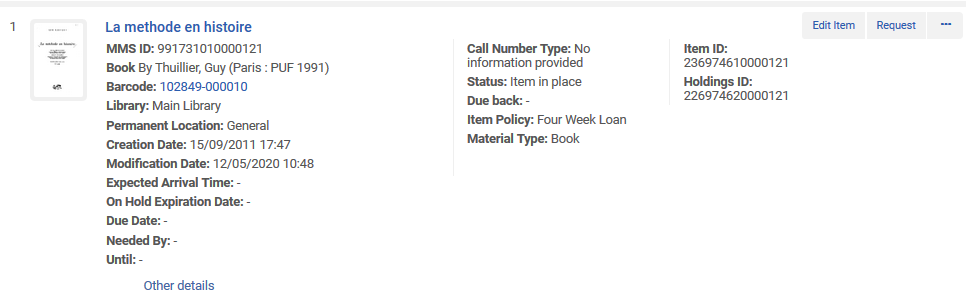 1
La methode en histoire
Edit Item
Request
MMS ID: 991731010000121
Book By Thuillier, Guy (Paris : PUF 1991)
Barcode: 102849-000010
Library: Main Library
Permanent Location: General
Creation Date: 15/09/2011 17:47
Modification Date: 12/05/2020 10:48
Expected Arrival Time: -
On Hold Expiration Date: -
Due Date: -
Needed By: -
Until: -
Other details
Call Number Type: No
information provided
Status: Item in place
Due back: -
Item Policy: Four Week Loan
Material Type: Book
Item ID:
236974610000121
Holdings ID:
226974620000121